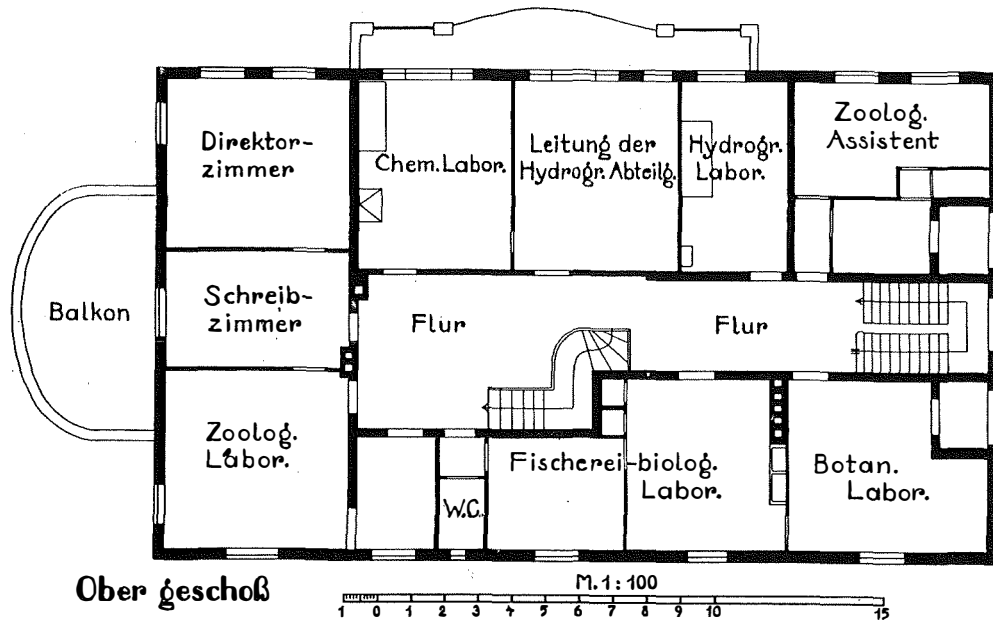 Direktor-
zimmer
Chem. Labor.
Leitung der
Hydrogr. Abteilg.
Hydrogr.
Labor.
Zoolog.
Assistent
Balkon
Schreib-
zimmer
Flur
Flur
Zoolog.
Labor.
W.C.
Fischerei-biolog.
Labor.
Botan.
Labor.
Ober geschoß
M. 1 : 100
1 0 1 2 3 4 5 6 7 8 9 10 15